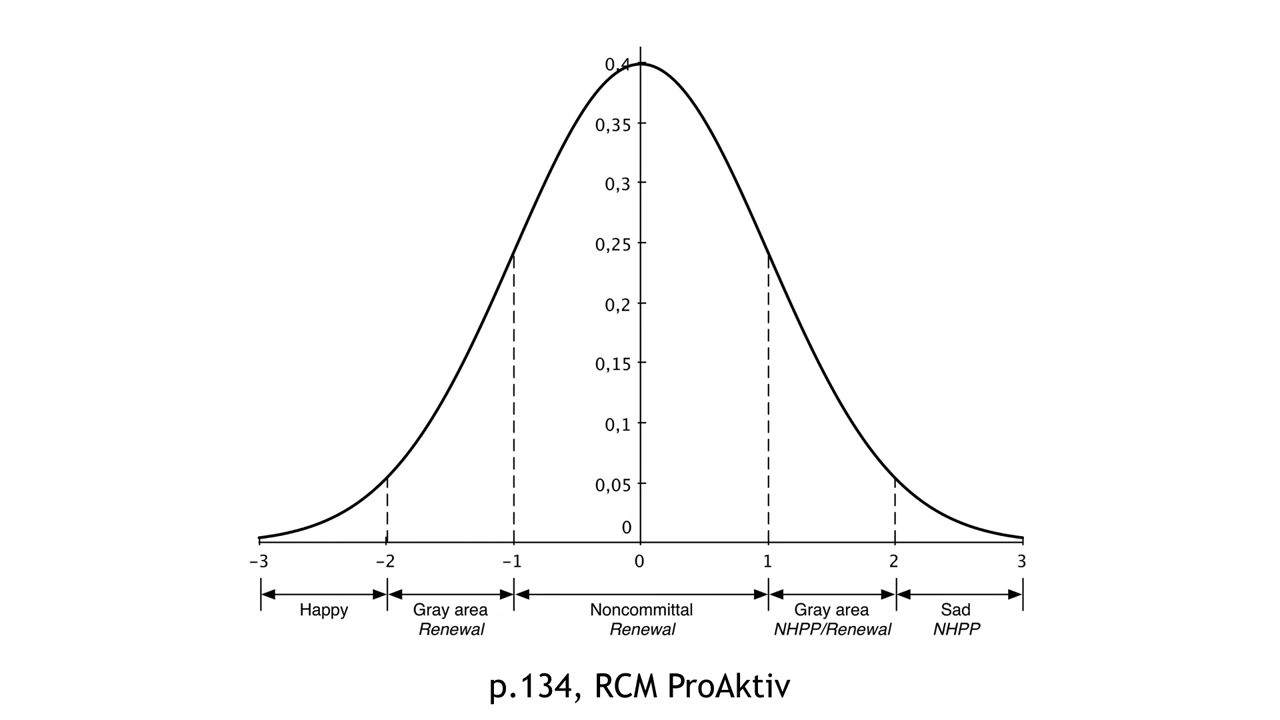 0,4
0,35
0,3
0,25
0,2
0,15
0,1
0,05
0
−3 −2 −1 0 1 2 3
Happy Gray area Noncommittal Gray area Sad
Renewal Renewal NHPP/Renewal NHPP
p.134, RCM ProAktiv